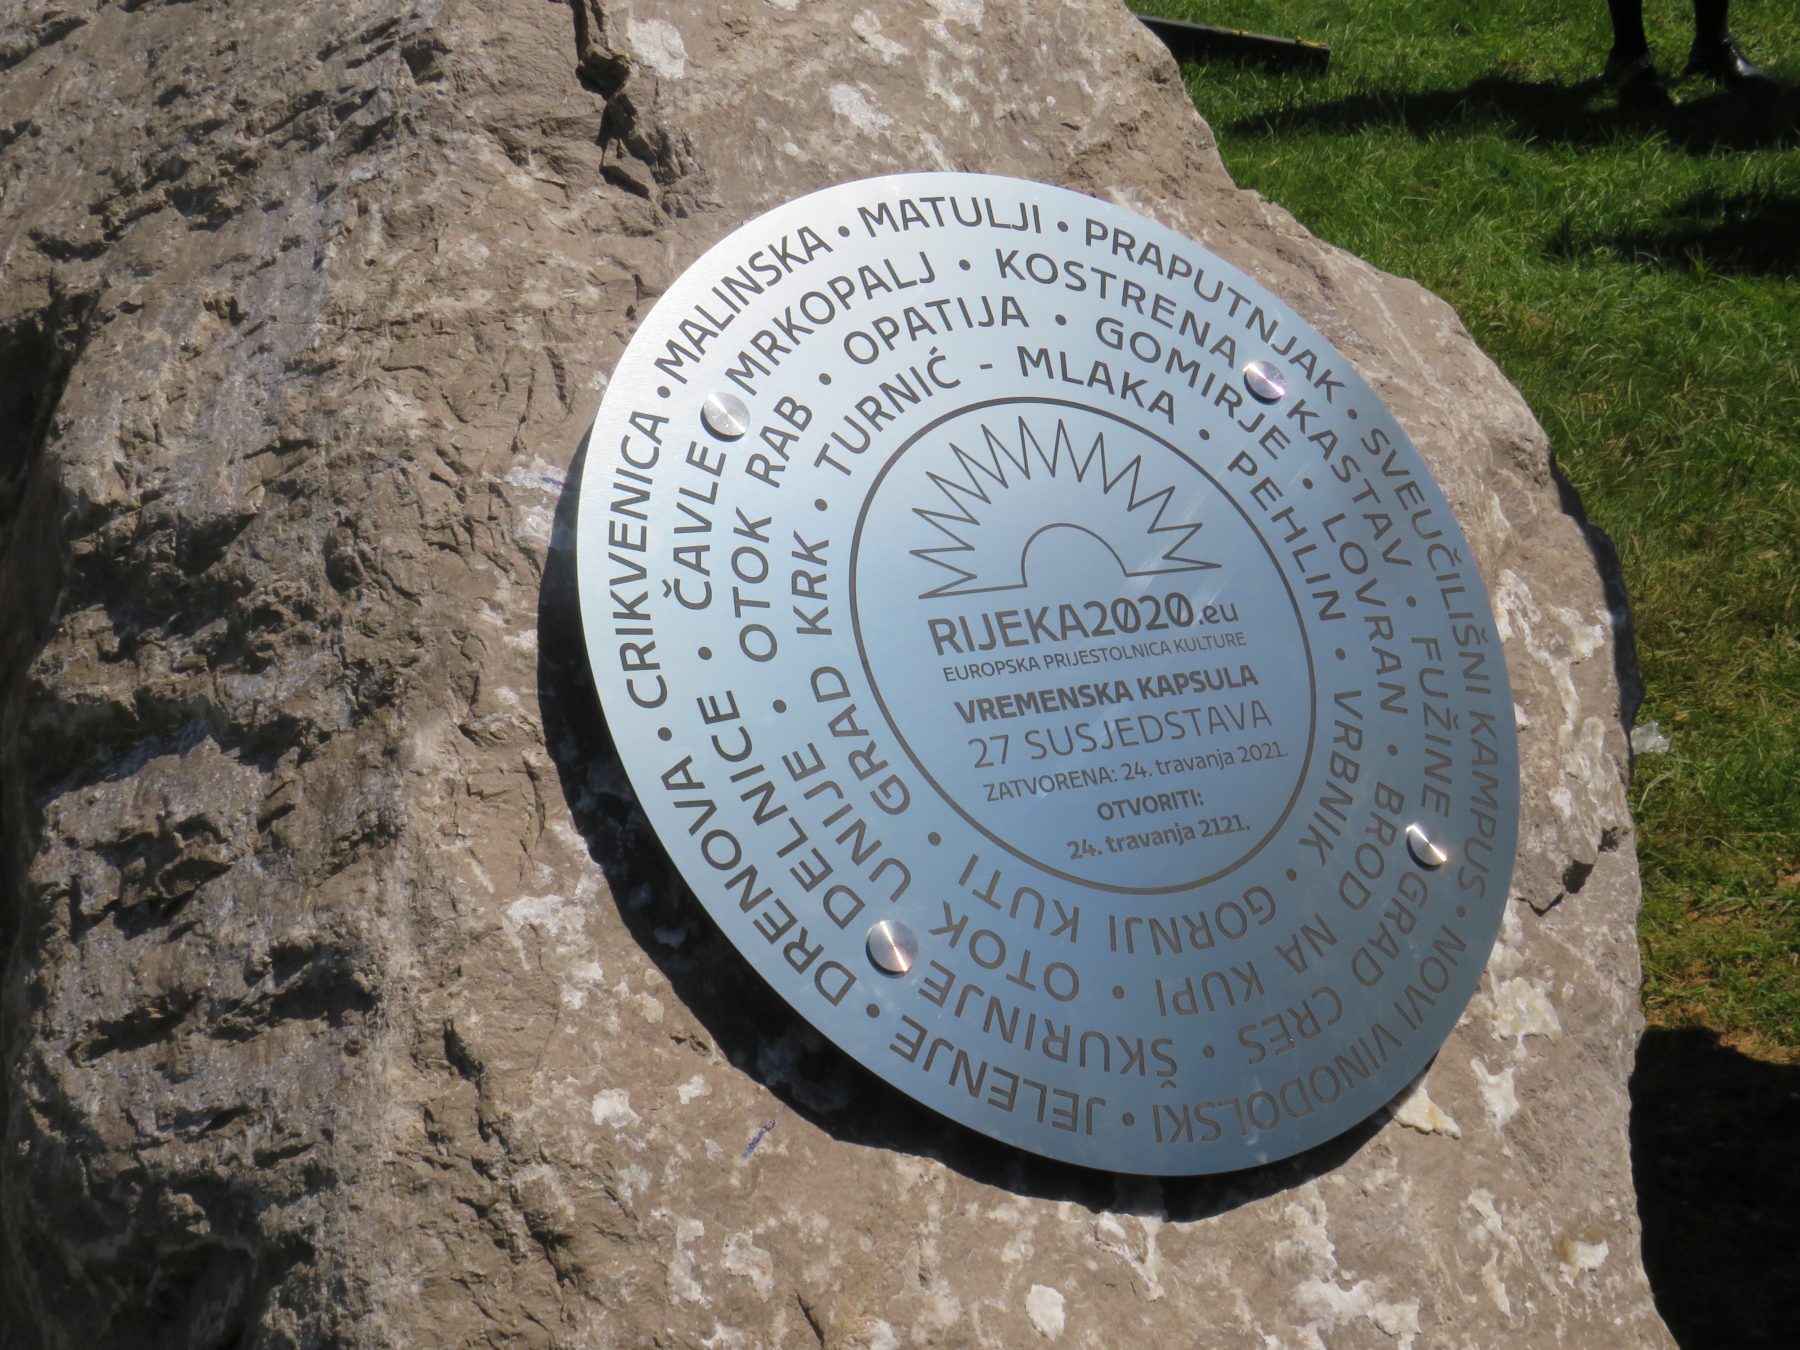 CRIKVENICA • MALINSKA • MATULJI • PRAPUTNJAK • SVEUČILIŠNI KAMPUS • NOVI VINODOLSKI • JELENJE • DRENOVA •
ČAVLE • MRKOPALJ • KOSTRENA • KASTAV • FUŽINE • GRAD CRES • ŠKURINJE • DELNICE •
OTOK RAB • OPATIJA • GOMIRJE • LOVRAN • BROD NA KUPI • OTOK UNIJE •
GRAD KRK • TURNIĆ - MLAKA • PEHLIN • VRBNIK • GORNJI KUTI •
RIJEKA2020.eu
EUROPSKA PRIJESTOLNICA KULTURE
VREMENSKA KAPSULA
27 SUSJEDSTAVA
ZATVORENA: 24. travanja 2021.
OTVORITI:
24. travanja 2121.